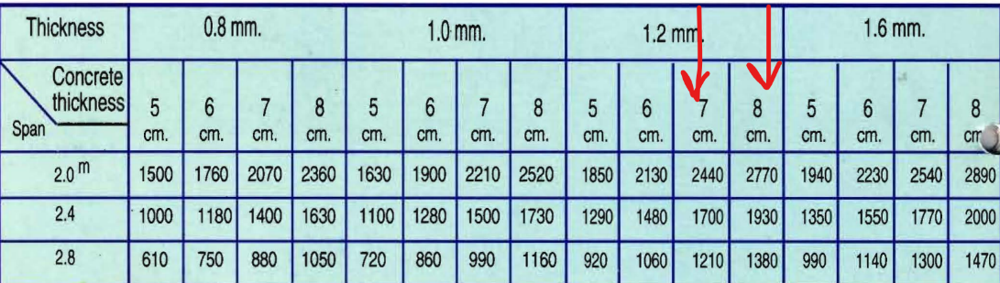 Thickness 0.8 mm. 1.0 mm. 1.2 mm. 1.6 mm.
Concrete thickness 5 cm. 6 cm. 7 cm. 8 cm. 5 cm. 6 cm. 7 cm. 8 cm. 5 cm. 6 cm. 7 cm. 8 cm. 5 cm. 6 cm. 7 cm. 8 cm.
Span
2.0 m 1500 1760 2070 2360 1630 1900 2210 2520 1850 2130 2440 2770 1940 2230 2540 2890
2.4 1000 1180 1400 1630 1100 1280 1500 1730 1290 1480 1700 1930 1350 1550 1770 2000
2.8 610 750 880 1050 720 860 990 1160 920 1060 1210 1380 990 1140 1300 1470